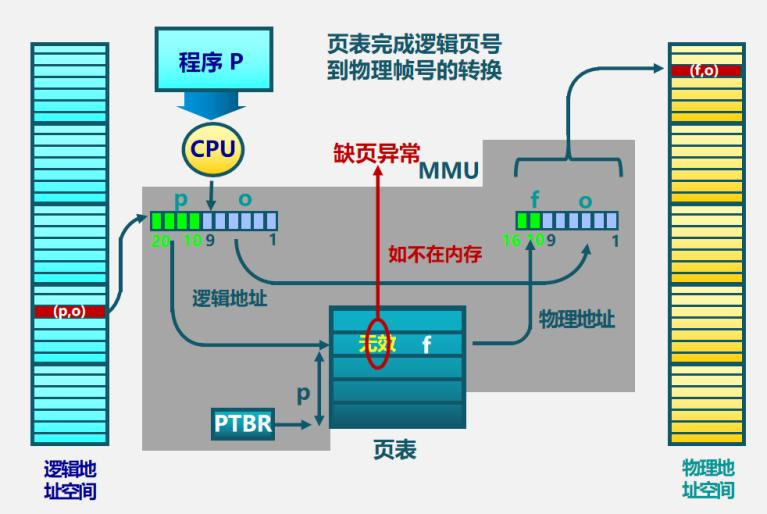 程序 P
页表完成逻辑页号
到物理帧号的转换
(f,o)
CPU
缺页异常
MMU
p
o
f
o
20
10
9
1
16
10
9
1
如不在内存
逻辑地址
(p,o)
物理地址
无效
f
p
PTBR
页表
逻辑地
址空间
物理地
址空间